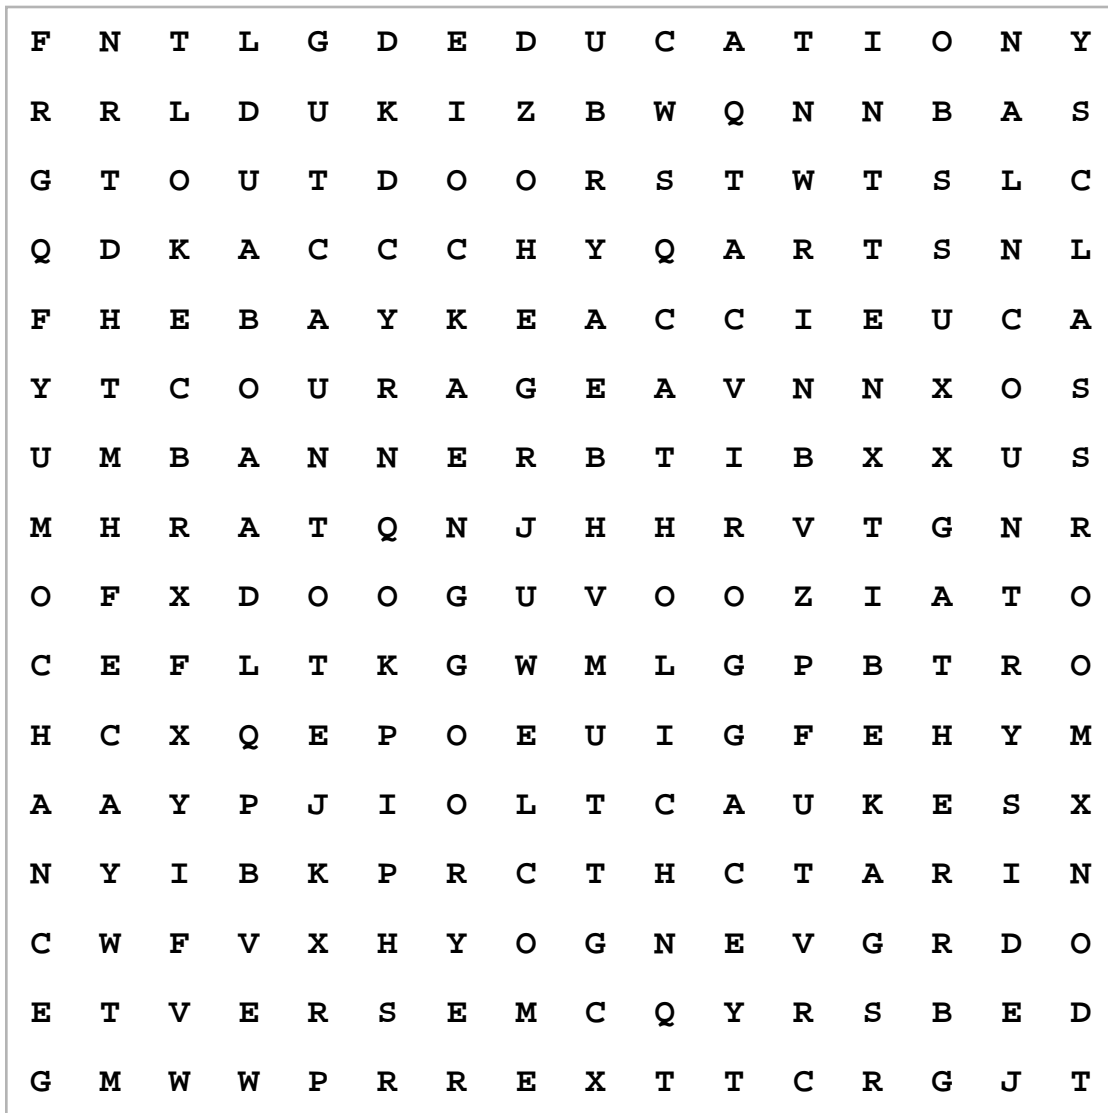 F N T L G D E D U C A T I O N Y
R R L D U K I Z B W Q N N B A S
G T O U T D O O R S T W T S L C
Q D K A C C C H Y Q A R T S N L
F H E B A Y K E A C C I E U C A
Y T C O U R A G E A V N N X O S
U M B A N N E R B T I B X X U S
M H R A T Q N J H H R V T G N R
O F X D O O G U V O O Z I A T O
C E F L T K G W M L G P B T R O
H C X Q E P O E U I G F E H Y M
A A Y P J I O L T C A U K E S X
N Y I B K P R C T H C T A R I N
C W F V X H Y O G N E V G R D O
E T V E R S E M C Q Y R S B E D
G M W W P R R E X T T C R G J T